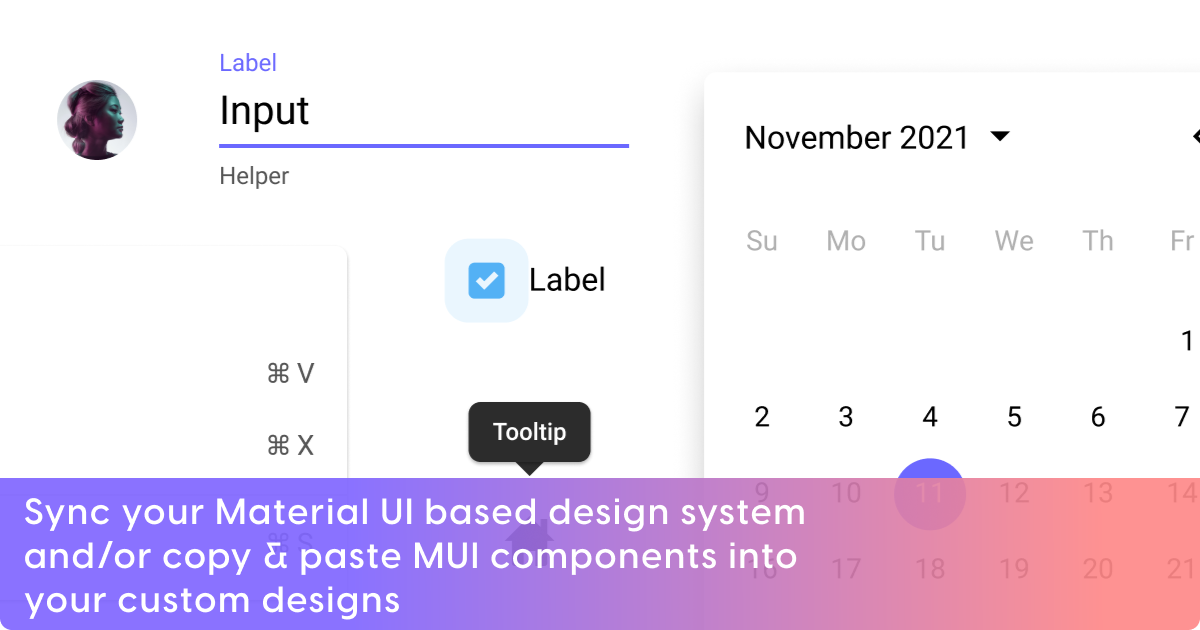 Label
Input
Helper
Label
⌘ V
⌘ X
⌘ S
Tooltip
November 2021
Su Mo Tu We Th Fr
1
2 3 4 5 6 7
9 10 11 12 13 14
16 17 18 19 20 21
Sync your Material UI based design system
and/or copy & paste MUI components into
your custom designs